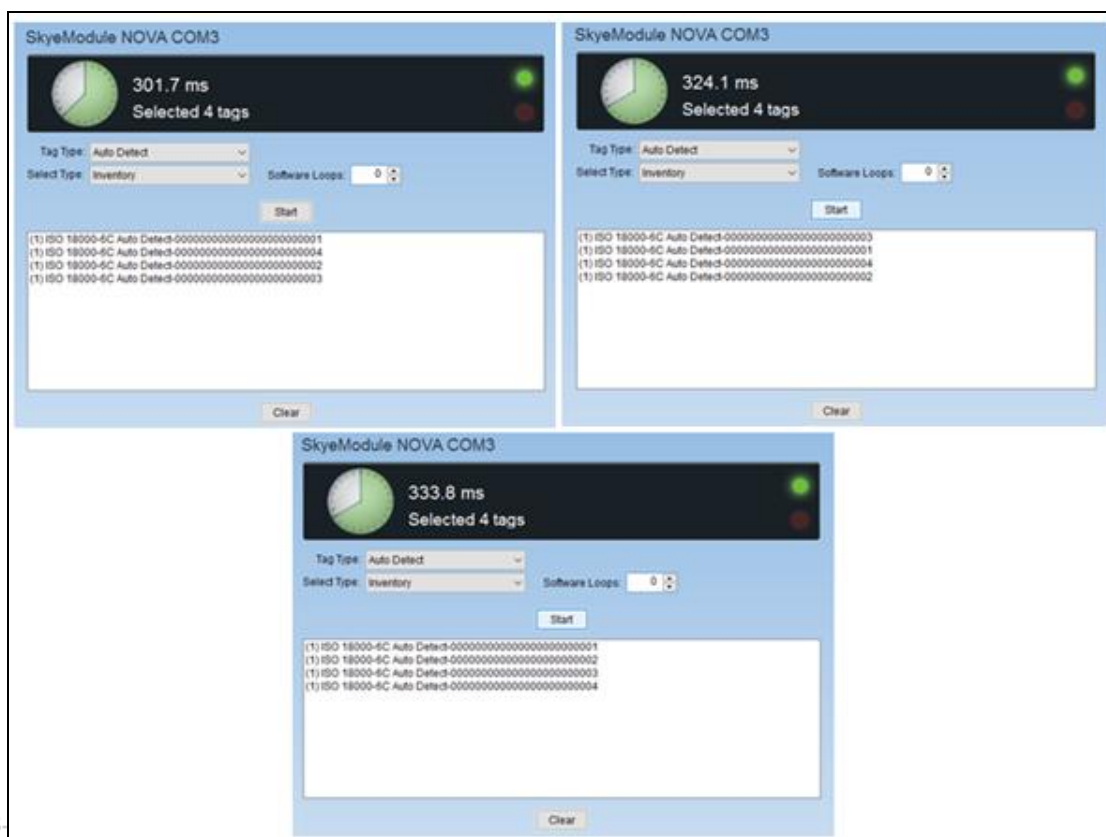 SkyeModule NOVA COM3
301.7 ms
Selected 4 tags
Tag Type: Auto Detect
Select Type: Inventory Software Loops: 0
Start
(1) ISO 18000-6C Auto Detect-000000000000000000000001
(1) ISO 18000-6C Auto Detect-000000000000000000000004
(1) ISO 18000-6C Auto Detect-000000000000000000000002
(1) ISO 18000-6C Auto Detect-000000000000000000000003
Clear
SkyeModule NOVA COM3
324.1 ms
Selected 4 tags
Tag Type: Auto Detect
Select Type: Inventory Software Loops: 0
Start
(1) ISO 18000-6C Auto Detect-000000000000000000000003
(1) ISO 18000-6C Auto Detect-000000000000000000000001
(1) ISO 18000-6C Auto Detect-000000000000000000000004
(1) ISO 18000-6C Auto Detect-000000000000000000000002
Clear
SkyeModule NOVA COM3
333.8 ms
Selected 4 tags
Tag Type: Auto Detect
Select Type: Inventory Software Loops: 0
Start
(1) ISO 18000-6C Auto Detect-000000000000000000000001
(1) ISO 18000-6C Auto Detect-000000000000000000000002
(1) ISO 18000-6C Auto Detect-000000000000000000000003
(1) ISO 18000-6C Auto Detect-000000000000000000000004
Clear